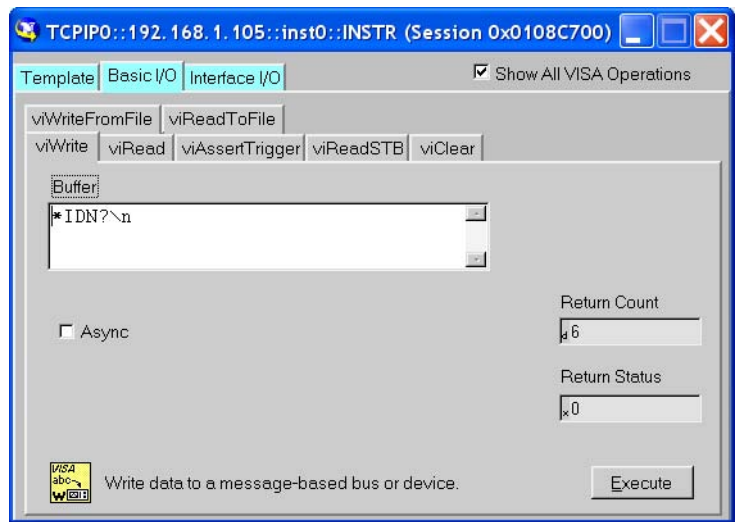 TCPIP0::192.168.1.105::inst0::INSTR (Session 0x0108C700)
Template Basic I/O Interface I/O Show All VISA Operations
viWriteFromFile viReadToFile
viWrite viRead viAssertTrigger viReadSTB viClear
Buffer
*IDN?\n
Return Count
d 6
Async
Return Status
x 0
VISA
abc
W
Write data to a message-based bus or device.
Execute